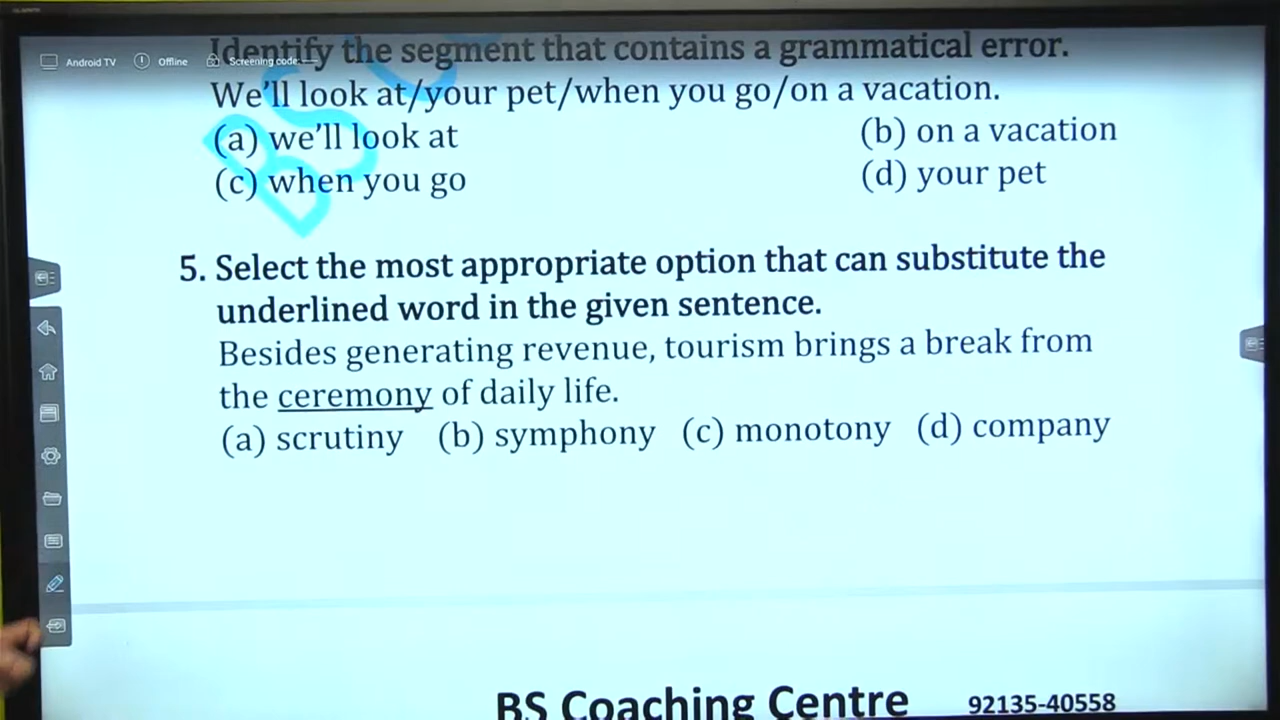 Identify the segment that contains a grammatical error.
Android TV Offline Screening code:
We'll look at/your pet/when you go/on a vacation.
(a) we'll look at (b) on a vacation
(c) when you go (d) your pet
5. Select the most appropriate option that can substitute the
underlined word in the given sentence.
Besides generating revenue, tourism brings a break from
the ceremony of daily life.
(a) scrutiny (b) symphony (c) monotony (d) company
BS Coaching Centre 92135-40558